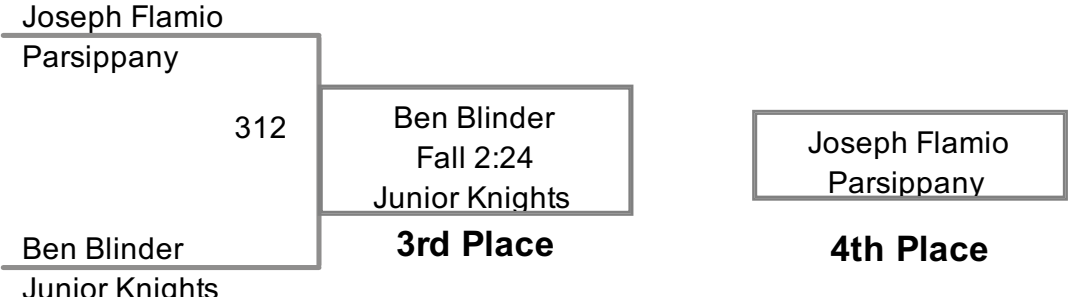 Joseph Flamio
Parsippany
312
Ben Blinder
Fall 2:24
Junior Knights
3rd Place
Joseph Flamio
Parsippany
4th Place
Ben Blinder
Junior Knights